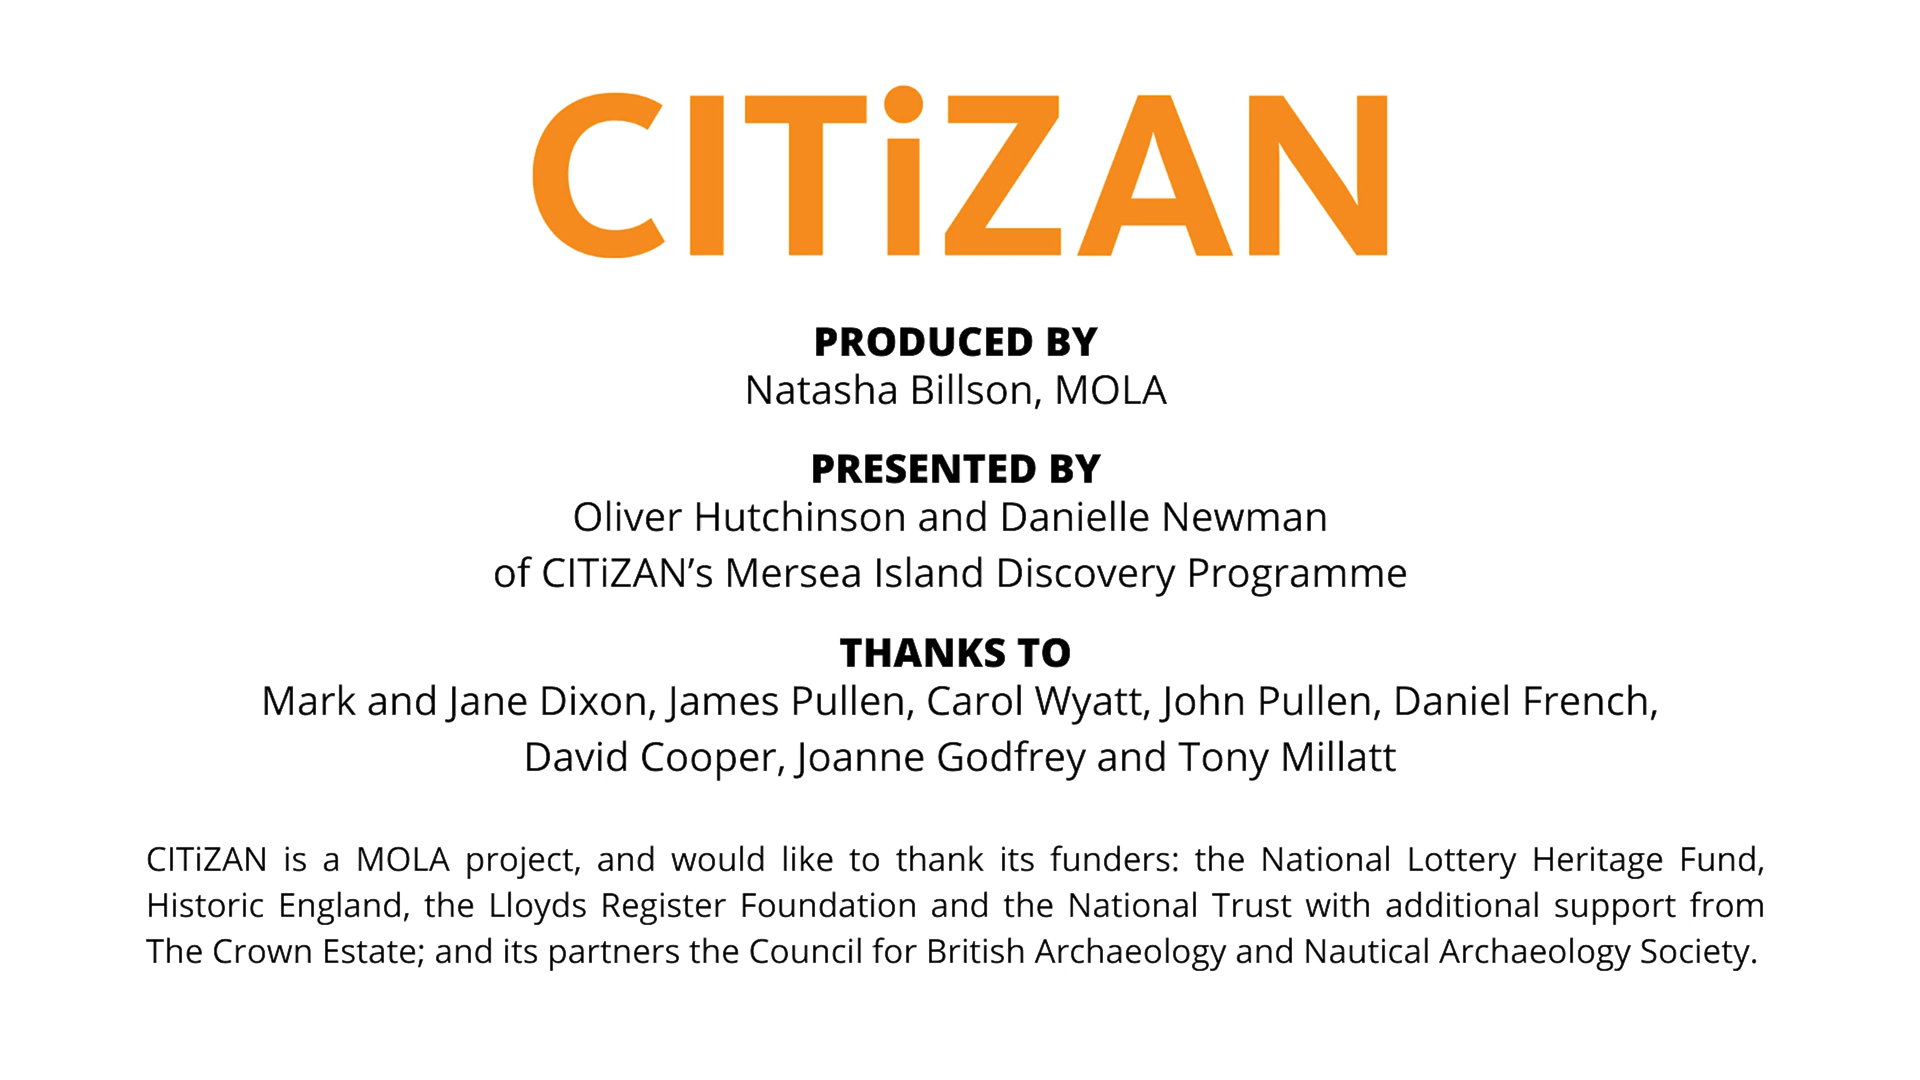 CITiZAN
PRODUCED BY
Natasha Billson, MOLA
PRESENTED BY
Oliver Hutchinson and Danielle Newman
of CITiZAN’s Mersea Island Discovery Programme
THANKS TO
Mark and Jane Dixon, James Pullen, Carol Wyatt, John Pullen, Daniel French,
David Cooper, Joanne Godfrey and Tony Millatt
CITiZAN is a MOLA project, and would like to thank its funders: the National Lottery Heritage Fund,
Historic England, the Lloyds Register Foundation and the National Trust with additional support from
The Crown Estate; and its partners the Council for British Archaeology and Nautical Archaeology Society.